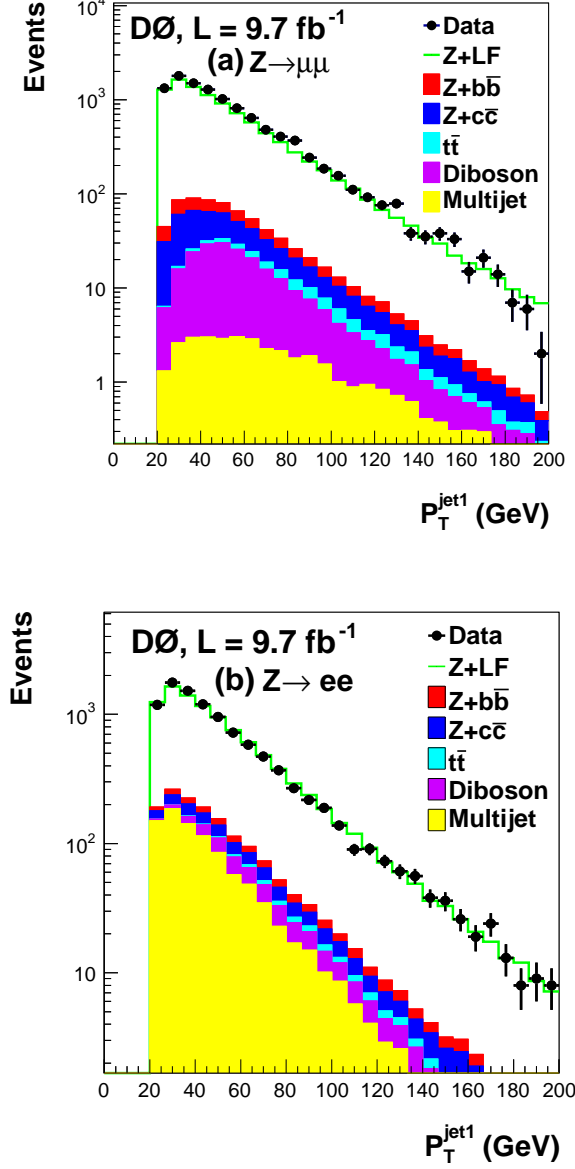 Events
10⁴
10³
10²
10
1
DØ, L = 9.7 fb⁻¹
(a) Z→μμ
Data
Z+LF
Z+bb̄
Z+cc̄
tt̄
Diboson
Multijet
0 20 40 60 80 100 120 140 160 180 200
P_T^jet1 (GeV)
Events
10³
10²
10
DØ, L = 9.7 fb⁻¹
(b) Z→ ee
Data
Z+LF
Z+bb̄
Z+cc̄
tt̄
Diboson
Multijet
0 20 40 60 80 100 120 140 160 180 200
P_T^jet1 (GeV)